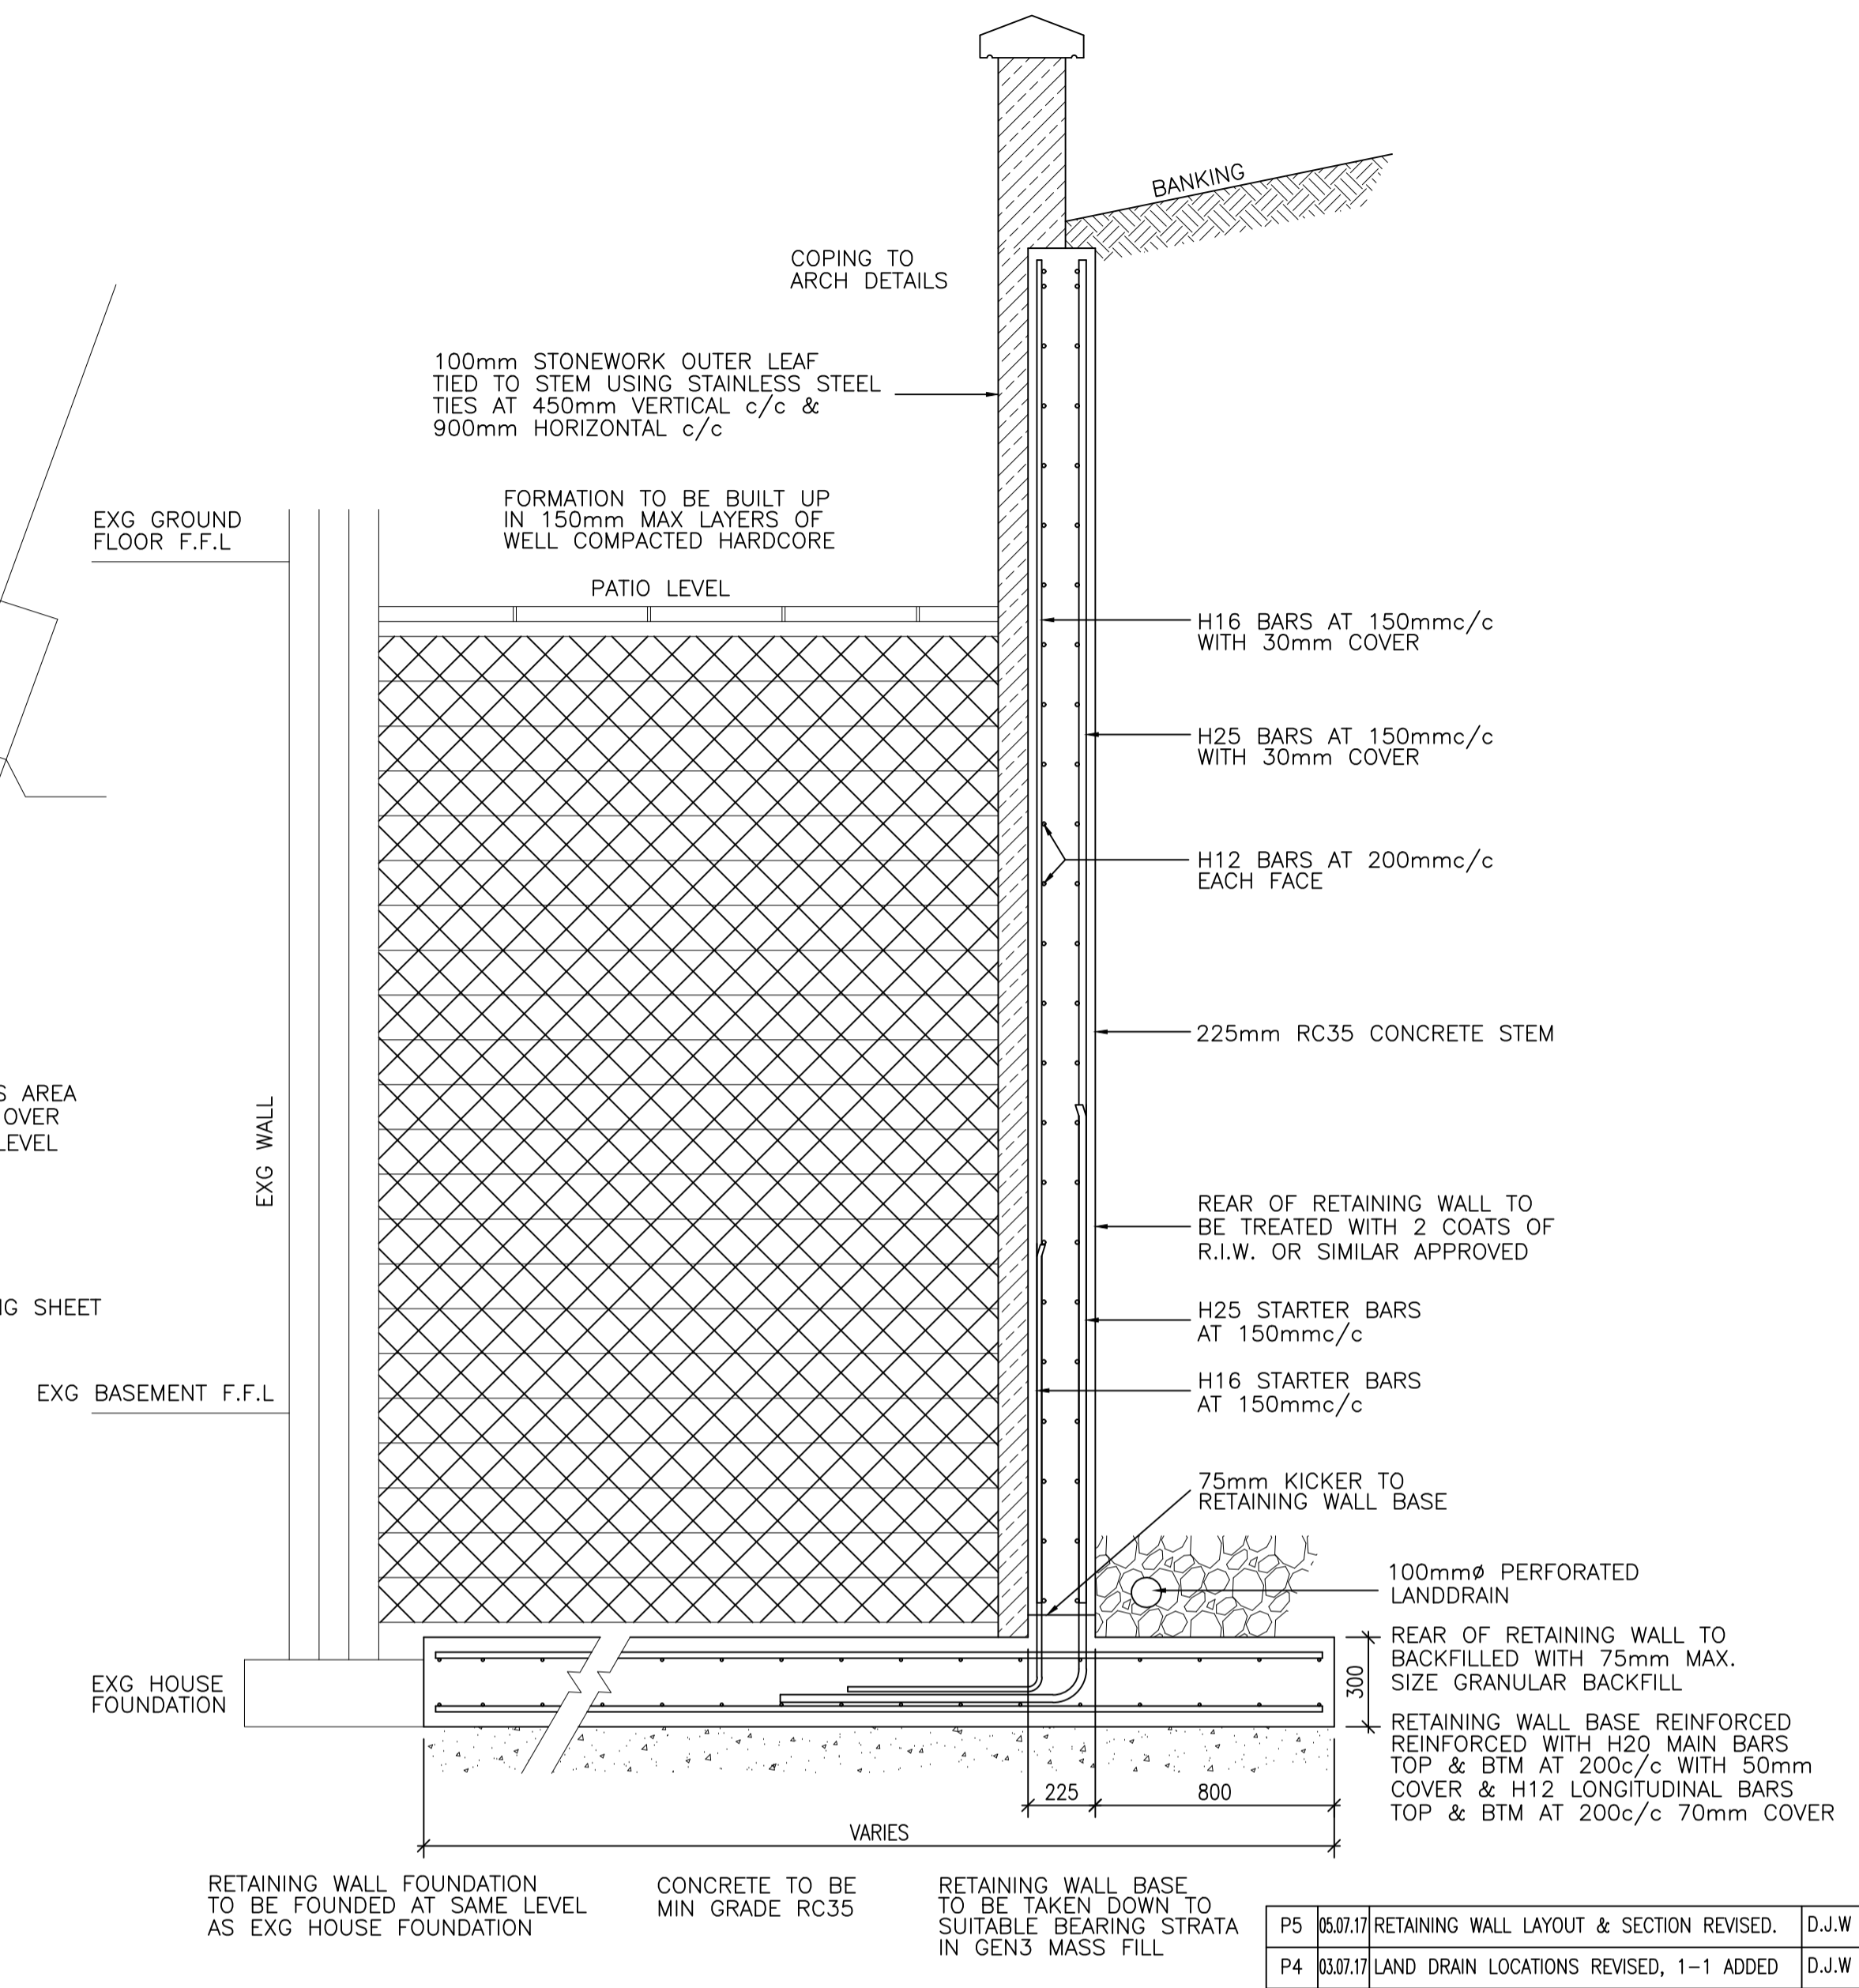 BANKING
COPING TO
ARCH DETAILS
100mm STONEWORK OUTER LEAF
TIED TO STEM USING STAINLESS STEEL
TIES AT 450mm VERTICAL c/c &
900mm HORIZONTAL c/c
FORMATION TO BE BUILT UP
IN 150mm MAX LAYERS OF
WELL COMPACTED HARDCORE
EXG GROUND
FLOOR F.F.L
PATIO LEVEL
H16 BARS AT 150mmc/c
WITH 30mm COVER
H25 BARS AT 150mmc/c
WITH 30mm COVER
H12 BARS AT 200mmc/c
EACH FACE
225mm RC35 CONCRETE STEM
AREA
OVER
LEVEL
EXG WALL
REAR OF RETAINING WALL TO
BE TREATED WITH 2 COATS OF
R.I.W. OR SIMILAR APPROVED
SHEET
H25 STARTER BARS
AT 150mmc/c
EXG BASEMENT F.F.L
H16 STARTER BARS
AT 150mmc/c
75mm KICKER TO
RETAINING WALL BASE
100mmø PERFORATED
LANDDRAIN
REAR OF RETAINING WALL TO
BACKFILLED WITH 75mm MAX.
SIZE GRANULAR BACKFILL
300
EXG HOUSE
FOUNDATION
RETAINING WALL BASE REINFORCED
REINFORCED WITH H20 MAIN BARS
TOP & BTM AT 200c/c WITH 50mm
COVER & H12 LONGITUDINAL BARS
TOP & BTM AT 200c/c 70mm COVER
225
800
VARIES
RETAINING WALL FOUNDATION
TO BE FOUNDED AT SAME LEVEL
AS EXG HOUSE FOUNDATION
CONCRETE TO BE
MIN GRADE RC35
RETAINING WALL BASE
TO BE TAKEN DOWN TO
SUITABLE BEARING STRATA
IN GEN3 MASS FILL
P5 05.07.17 RETAINING WALL LAYOUT & SECTION REVISED. D.J.W
P4 03.07.17 LAND DRAIN LOCATIONS REVISED, 1-1 ADDED D.J.W